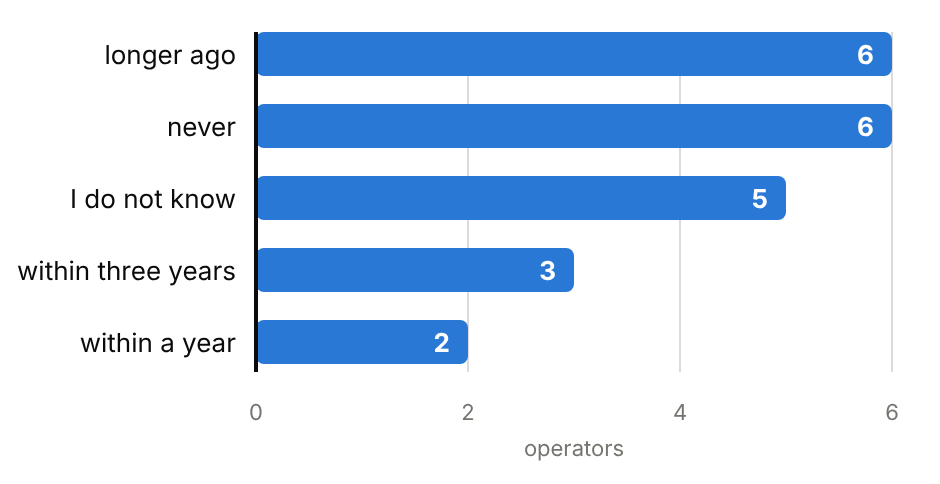 longer ago 6
never 6
I do not know 5
within three years 3
within a year 2
0 2 4 6
operators